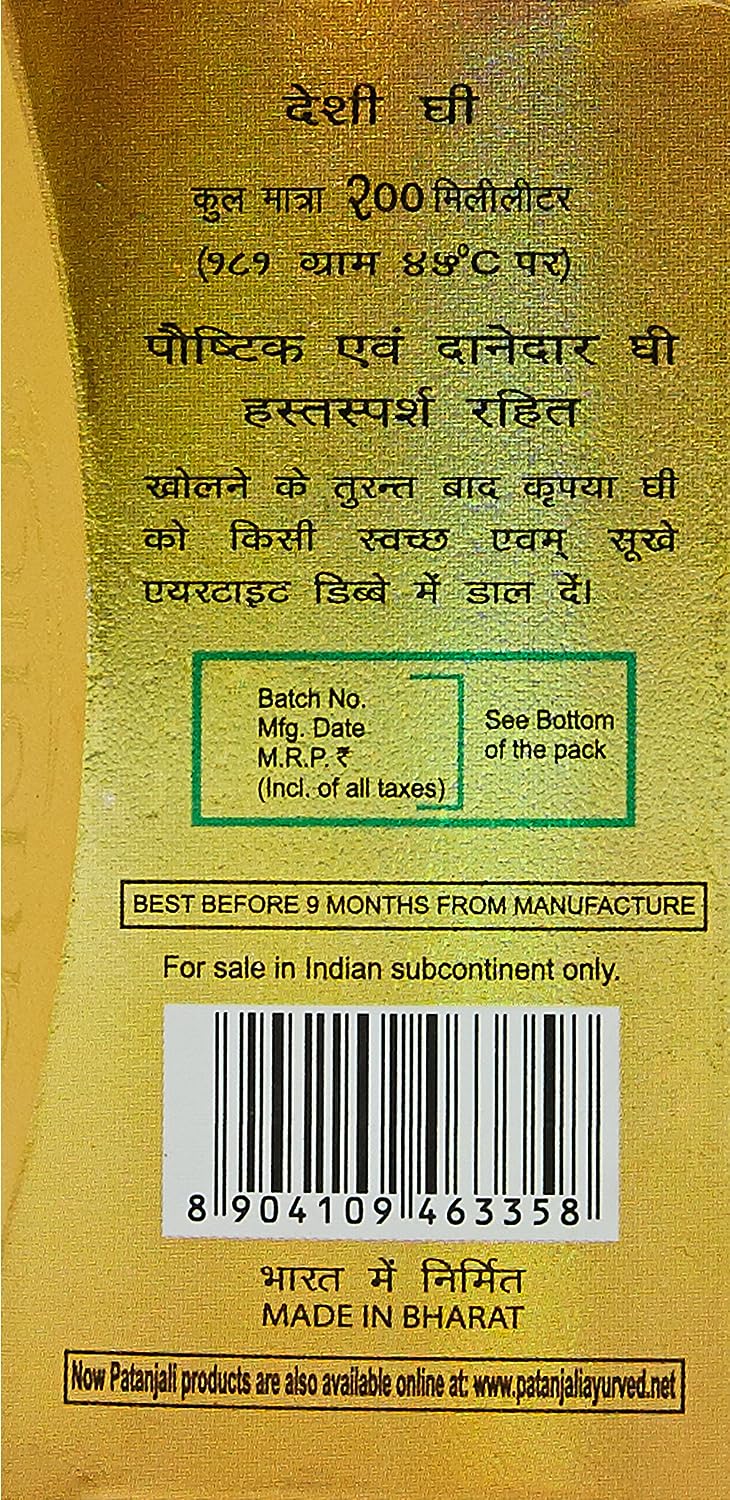 देशी घी
कुल मात्रा २०० मिलीलीटर
(१८१ ग्राम ४५°C पर)
पौष्टिक एवं दानेदार घी
हस्तस्पर्श रहित
खोलने के तुरन्त बाद कृपया घी
को किसी स्वच्छ एवम् सूखे
एयरटाइट डिब्बे में डाल दें।
Batch No.
Mfg. Date
M.R.P. ₹
(Incl. of all taxes)
See Bottom
of the pack
BEST BEFORE 9 MONTHS FROM MANUFACTURE
For sale in Indian subcontinent only.
8 904109 463358
भारत में निर्मित
MADE IN BHARAT
Now Patanjali products are also available online at: www.patanjaliayurved.net